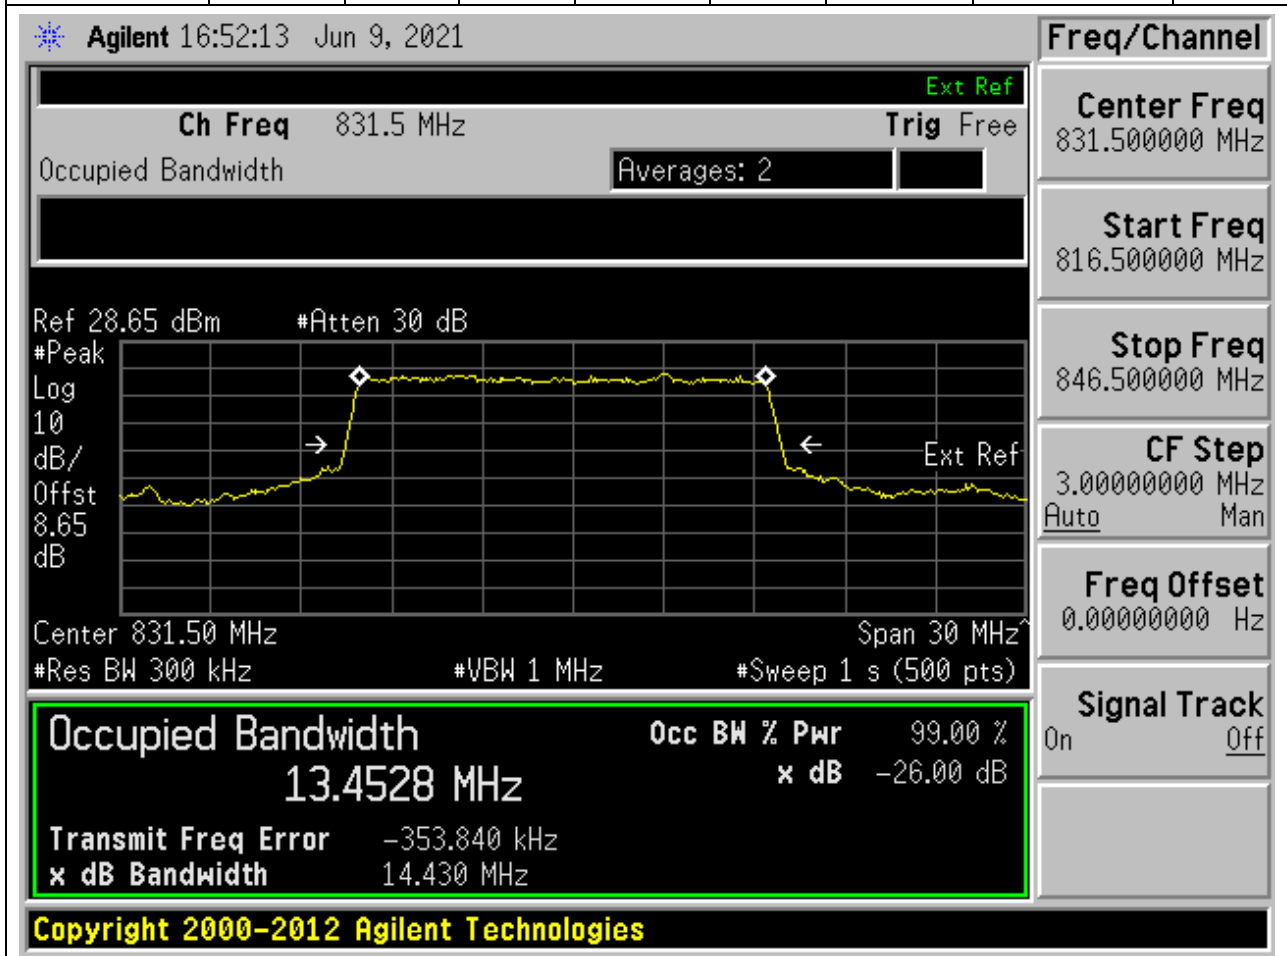 Agilent 16:52:13 Jun 9, 2021
Freq/Channel
Ext Ref
Ch Freq 831.5 MHz Trig Free
Occupied Bandwidth Averages: 2
Center Freq
831.500000 MHz
Start Freq
816.500000 MHz
Stop Freq
846.500000 MHz
CF Step
3.00000000 MHz
Auto Man
Freq Offset
0.00000000 Hz
Signal Track
On Off
Ref 28.65 dBm #Atten 30 dB
#Peak
Log
10
dB/
Offst
8.65
dB
Ext Ref
Center 831.50 MHz Span 30 MHz^
#Res BW 300 kHz #VBW 1 MHz #Sweep 1 s (500 pts)
Occupied Bandwidth
13.4528 MHz
Occ BW % Pwr 99.00 %
x dB -26.00 dB
Transmit Freq Error -353.840 kHz
x dB Bandwidth 14.430 MHz
Copyright 2000-2012 Agilent Technologies